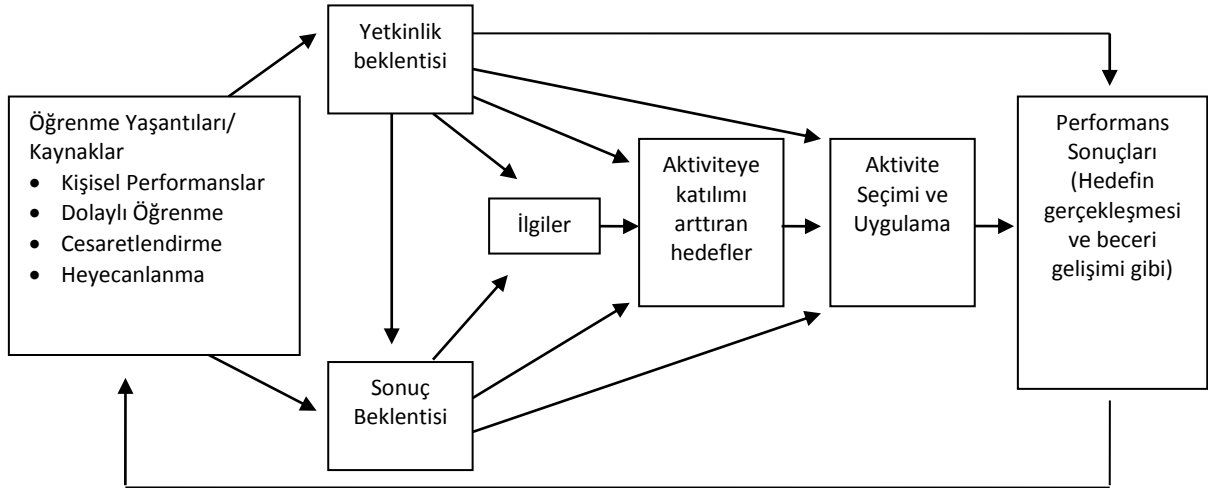 Yetkinlik
beklentisi
Öğrenme Yaşantıları/
Kaynaklar
• Kişisel Performanslar
• Dolaylı Öğrenme
• Cesaretlendirme
• Heyecanlanma
İlgiler
Aktiviteye
katılımı
arttıran
hedefler
Aktivite
Seçimi ve
Uygulama
Performans
Sonuçları
(Hedefin
gerçekleşmesi
ve beceri
gelişimi gibi)
Sonuç
Beklentisi